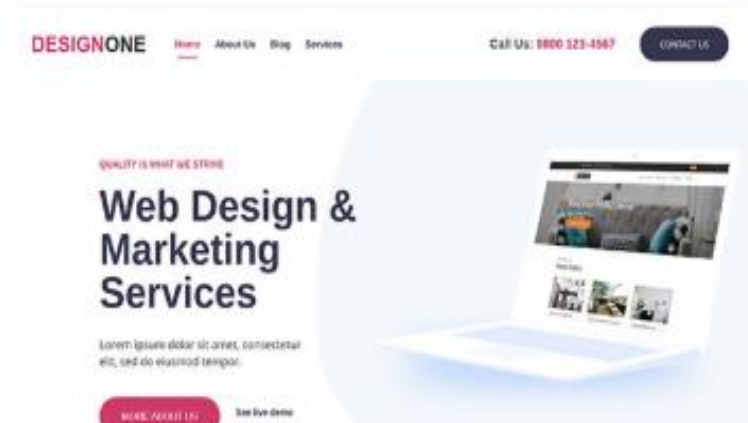 DESIGNONE
Home About Us Blog Services
Call Us: 0800 123-4567
CONTACT US
QUALITY IS WHAT WE STRIVE
Web Design &
Marketing
Services
Lorem ipsum dolor sit amet, consectetur
elit, sed do eiusmod tempor.
MORE ABOUT US
See live demo